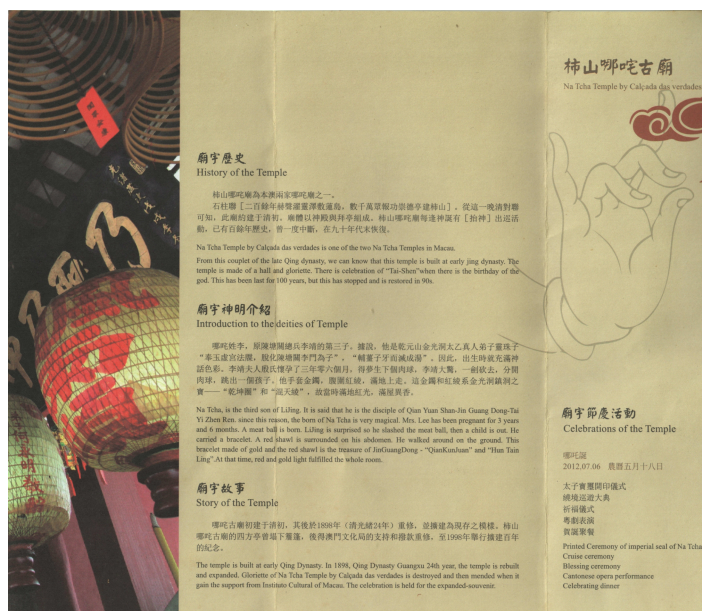 廟宇歷史
History of the Temple
柿山哪咤廟為本澳兩家哪咤廟之一。
石柱聯［二百餘年絲聲濯靈澤敷蓮島，數千萬眾報功崇德亭建柿山］，從這一晚清對聯
可知，此廟始建于清初。廟體以神殿與拜亭組成。柿山哪咤廟每逢神誕有［抬神］出巡活
動，已有百餘年歷史，曾一度中斷，在九十年代末恢復。
Na Tcha Temple by Calçada das verdades is one of the two Na Tcha Temples in Macau.
From this couplet of the late Qing dynasty, we can know that this temple is built at early jing dynasty. The
temple is made of a hall and gloriette. There is celebration of "Tai-Shen"when there is the birthday of the
god. This has been last for 100 years, but this has stopped and is restored in 90s.
廟宇神明介紹
Introduction to the deities of Temple
哪咤姓李，原陳塘關總兵李靖的第三子。據說，他是乾元山金光洞太乙真人弟子靈珠子
“奉玉虛宮法牒，脫化陳塘關李門為子”，“輔薑子牙而滅成湯”。因此，出生時就充滿神
話色彩。李靖夫人殷氏懷孕了三年零六個月，得夢生下個肉球，李靖大驚，一劍砍去，分開
肉球，跳出一個孩子。他手套金鐲，腹圍紅綾，滿地上走。這金鐲和紅綾系金光洞鎮洞之
寶——“乾坤圈”和“混天綾”，故當時滿地紅光，滿屋異香。
Na Tcha, is the third son of LiJing. It is said that he is the disciple of Qian Yuan Shan-Jin Guang Dong-Tai
Yi Zhen Ren. since this reason, the born of NaTcha is very magical. Mrs. Lee has been pregnant for 3 years
and 6 months. A meat ball is born. LiJing is surprised so he slashed the meat ball, then a child is out. He
carried a bracelet. A red shawl is surrounded on his abdomen. He walked around on the ground. This
bracelet made of gold and the red shawl is the treasure of JinGuangDong - "QianKunJuan" and "Hun Tain
Ling".At that time, red and gold light fulfilled the whole room.
廟宇故事
Story of the Temple
哪咤古廟初建于清初，其後於1898年（清光緒24年）重修，並擴建為現存之模樣。柿山
哪咤古廟的四方亭曾塌下覆蓬，後得澳門文化局的支持和撥款重修，至1998年舉行擴建百年
的紀念。
The temple is built at early Qing Dynasty. In 1898, Qing Dynasty Guangxu 24th year, the temple is rebuilt
and expanded. Gloriette of Na Tcha Temple by Calçada das verdades is destroyed and then mended when it
gain the support from Instituto Cultural of Macau. The celebration is held for the expanded-souvenir.
柿山哪咤古廟
Na Tcha Temple by Calçada das verdades
廟宇節慶活動
Celebrations of the Temple
哪吒誕
2012.07.06 農曆五月十八日
太子寶璽開印儀式
繞境巡遊大典
祈福儀式
粵劇表演
賀誕聚餐
Printed Ceremony of imperial seal of Na Tcha
Cruise ceremony
Blessing ceremony
Cantonese opera performance
Celebrating dinner